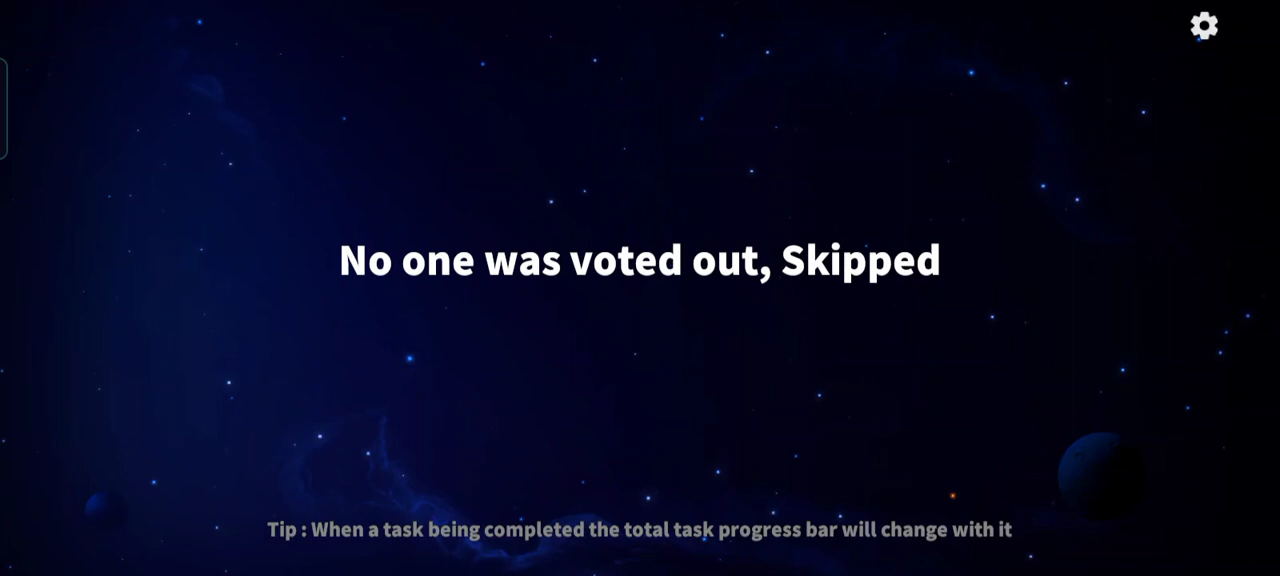 No one was voted out, Skipped
Tip : When a task being completed the total task progress bar will change with it